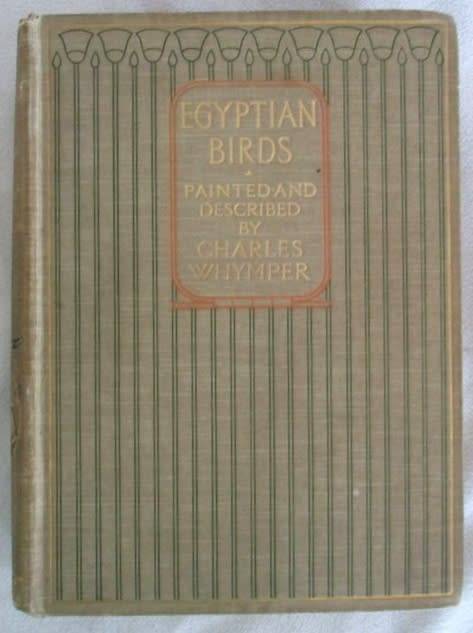 EGYPTIAN
BIRDS
PAINTED·AND
DESCRIBED
BY
CHARLES
WHYMPER